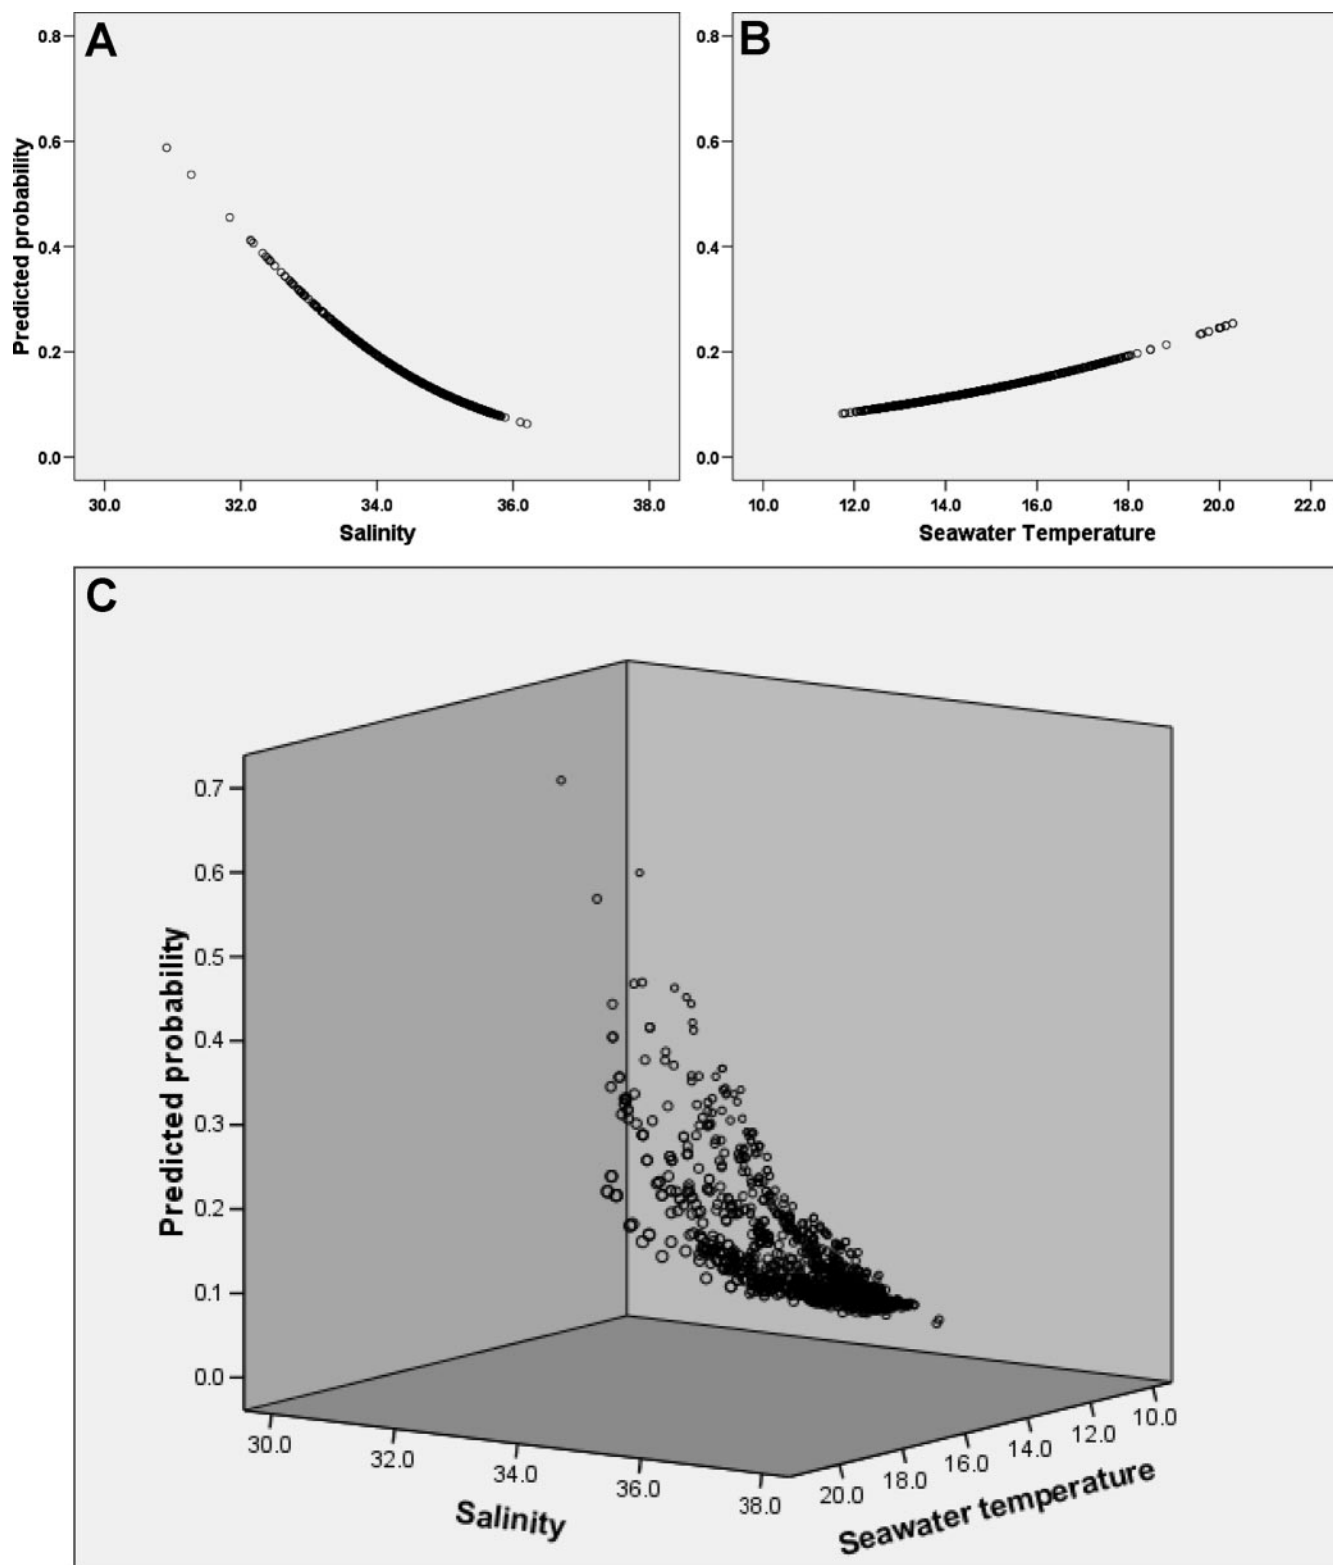 A
0.8
0.6
0.4
0.2
0.0
Predicted probability
30.0 32.0 34.0 36.0 38.0
Salinity
B
0.8
0.6
0.4
0.2
0.0
10.0 12.0 14.0 16.0 18.0 20.0 22.0
Seawater Temperature
C
0.7
0.6
0.5
0.4
0.3
0.2
0.1
0.0
Predicted probability
30.0 32.0 34.0 36.0 38.0
Salinity
20.0 18.0 16.0 14.0 12.0 10.0
Seawater temperature